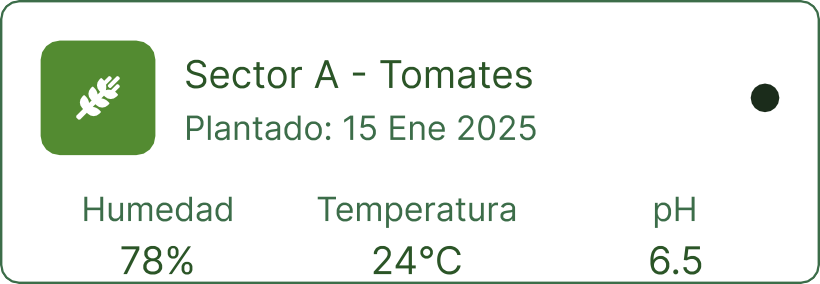 Sector A - Tomates
Plantado: 15 Ene 2025
Humedad Temperatura pH
78% 24°C 6.5